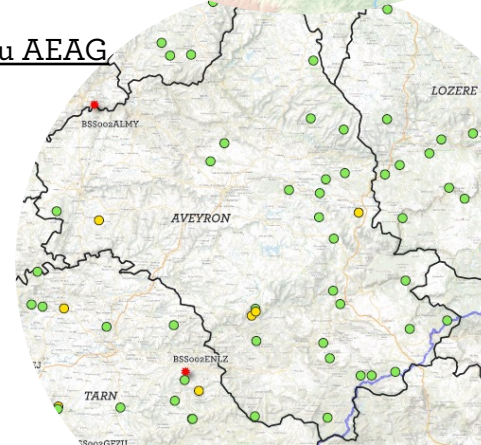 u AEAG
LOZERE
BSS002ALMY
AVEYRON
BSS002ENLZ
TARN